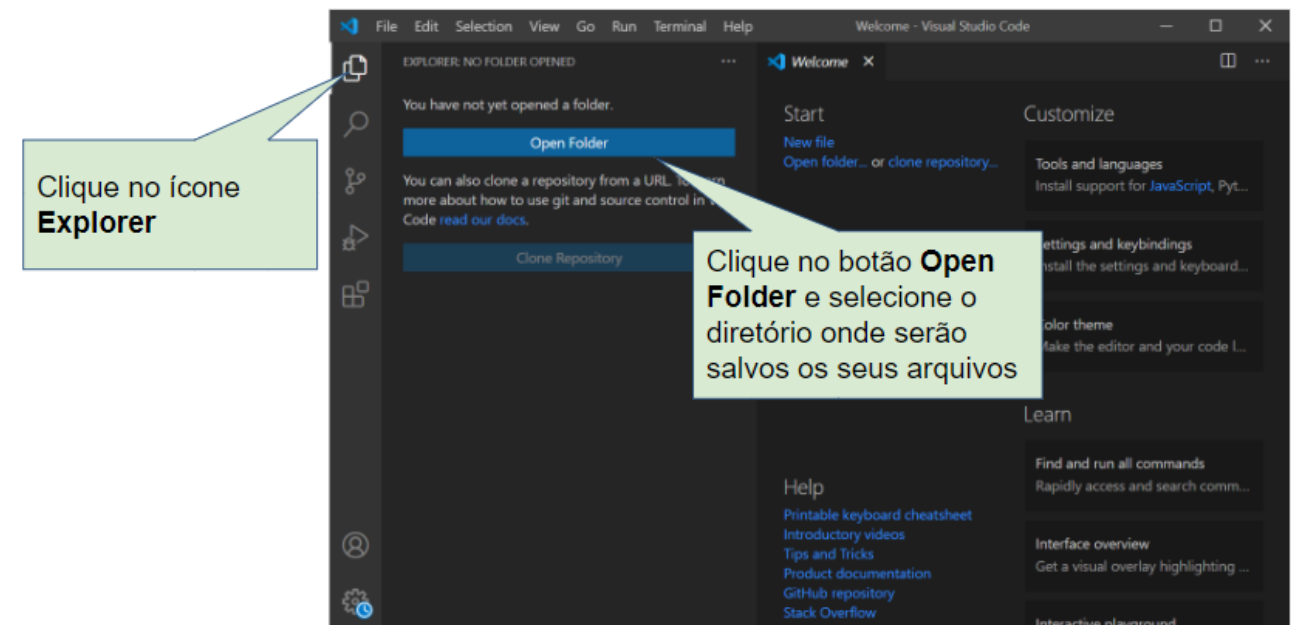 File Edit Selection View Go Run Terminal Help
Welcome - Visual Studio Code
EXPLORER: NO FOLDER OPENED
You have not yet opened a folder.
Open Folder
You can also clone a repository from a URL. To
more about how to use git and source control in
Code read our docs.
Clone Repository
Clique no ícone
Explorer
Welcome
Start
New file
Open folder... or clone repository...
Clique no botão Open
Folder e selecione o
diretório onde serão
salvos os seus arquivos
Help
Printable keyboard cheatsheet
Introductory videos
Tips and Tricks
Product documentation
GitHub repository
Stack Overflow
Customize
Tools and languages
Install support for JavaScript, Pyt...
and keybindings
the settings and keyboard...
theme
the editor and your code l...
Learn
Find and run all commands
Rapidly access and search comm...
Interface overview
Get a visual overlay highlighting ...
Interactive playground